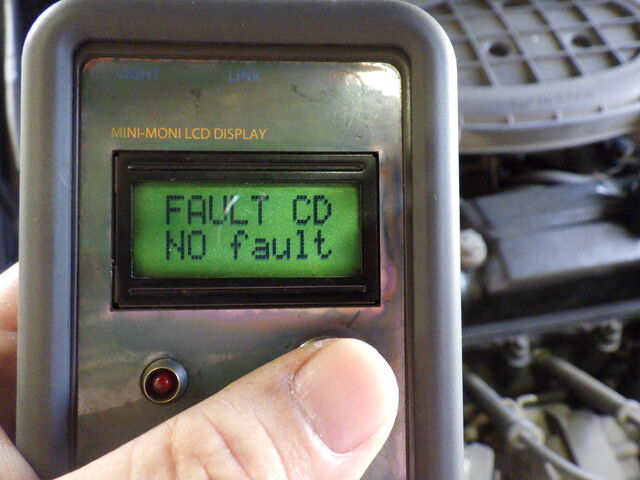 LIGHT LINK
MINI-MONI LCD DISPLAY
FAULT CD
NO fault